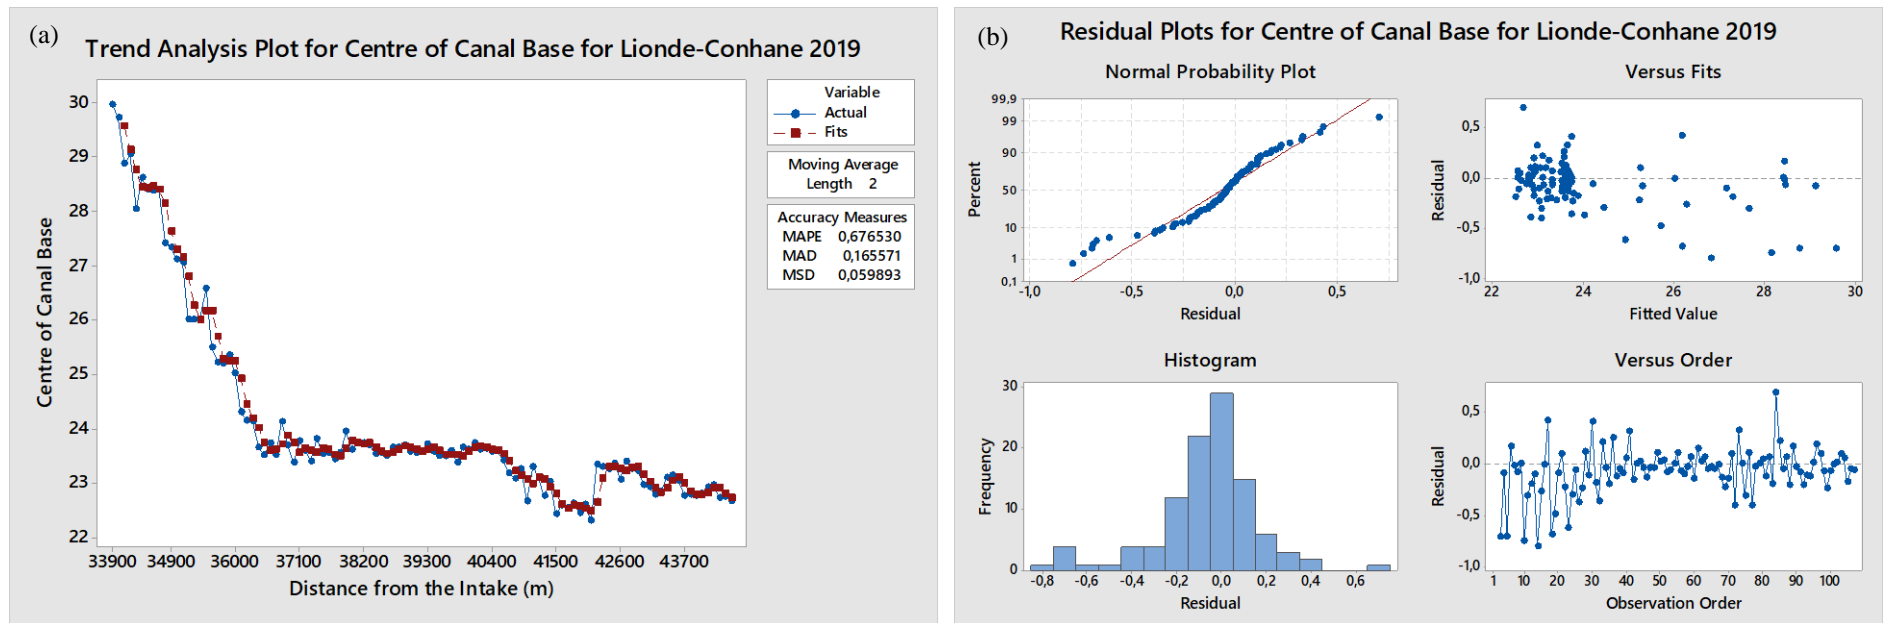 (a)
Trend Analysis Plot for Centre of Canal Base for Lionde-Conhane 2019
Centre of Canal Base
30
29
28
27
26
25
24
23
22
33900 34900 36000 37100 38200 39300 40400 41500 42600 43700
Distance from the Intake (m)
Variable
Actual
Fits
Moving Average
Length 2
Accuracy Measures
MAPE 0,676530
MAD 0,165571
MSD 0,059893
(b)
Residual Plots for Centre of Canal Base for Lionde-Conhane 2019
Normal Probability Plot
Percent
99,9
99
90
50
10
1
0,1
-1,0 -0,5 0,0 0,5
Residual
Versus Fits
Residual
0,5
0,0
-0,5
-1,0
22 24 26 28 30
Fitted Value
Histogram
Frequency
30
20
10
0
-0,8 -0,6 -0,4 -0,2 0,0 0,2 0,4 0,6
Residual
Versus Order
Residual
0,5
0,0
-0,5
-1,0
1 10 20 30 40 50 60 70 80 90 100
Observation Order